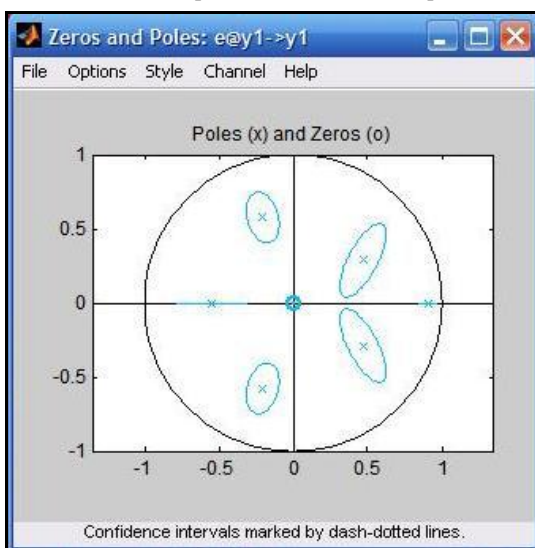 Zeros and Poles: e@y1->y1
File Options Style Channel Help
Poles (x) and Zeros (o)
1
0.5
0
-0.5
-1
-1 -0.5 0 0.5 1
Confidence intervals marked by dash-dotted lines.